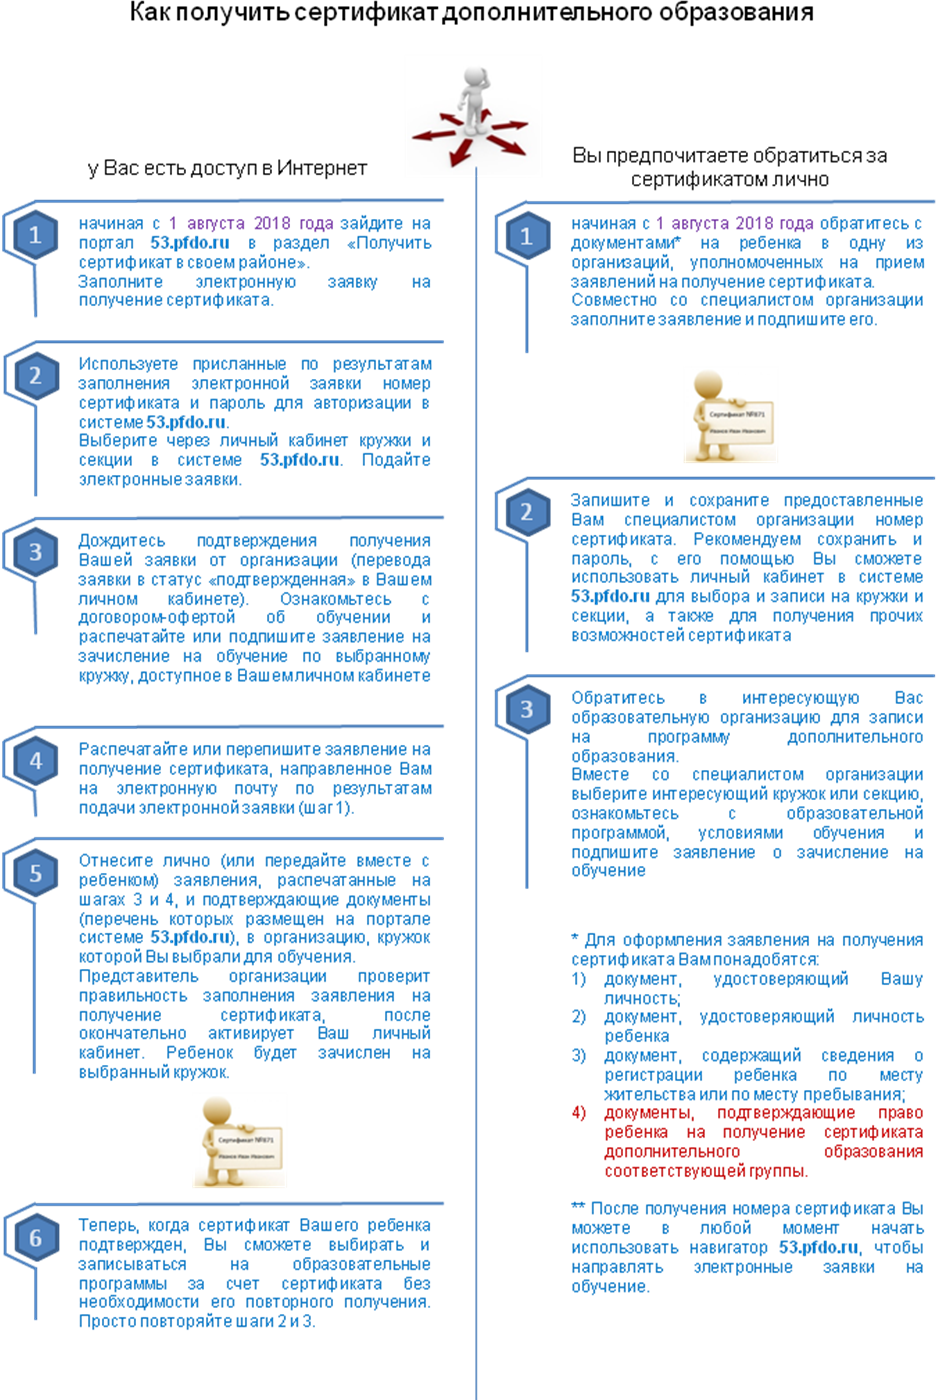 Как получить сертификат дополнительного образования
у Вас есть доступ в Интернет
1
начиная с 1 августа 2018 года зайдите на
портал 53.pfdo.ru в раздел «Получить
сертификат в своем районе».
Заполните электронную заявку на
получение сертификата.
2
Используете присланные по результатам
заполнения электронной заявки номер
сертификата и пароль для авторизации в
системе 53.pfdo.ru.
Выберите через личный кабинет кружки и
секции в системе 53.pfdo.ru. Подайте
электронные заявки.
3
Дождитесь подтверждения получения
Вашей заявки от организации (перевода
заявки в статус «подтвержденная» в Вашем
личном кабинете). Ознакомьтесь с
договором-офертой об обучении и
распечатайте или подпишите заявление на
зачисление на обучение по выбранному
кружку, доступное в Вашем личном кабинете
4
Распечатайте или перепишите заявление на
получение сертификата, направленное Вам
на электронную почту по результатам
подачи электронной заявки (шаг 1).
5
Отнесите лично (или передайте вместе с
ребенком) заявления, распечатанные на
шагах 3 и 4, и подтверждающие документы
(перечень которых размещен на портале
системе 53.pfdo.ru), в организацию, кружок
которой Вы выбрали для обучения.
Представитель организации проверит
правильность заполнения заявления на
получение сертификата, после
окончательно активирует Ваш личный
кабинет. Ребенок будет зачислен на
выбранный кружок.
Сертификат №871
Иванов Иван Иванович
6
Теперь, когда сертификат Вашего ребенка
подтвержден, Вы сможете выбирать и
записываться на образовательные
программы за счет сертификата без
необходимости его повторного получения.
Просто повторяйте шаги 2 и 3.
Вы предпочитаете обратиться за
сертификатом лично
1
начиная с 1 августа 2018 года обратитесь с
документами* на ребенка в одну из
организаций, уполномоченных на прием
заявлений на получение сертификата.
Совместно со специалистом организации
заполните заявление и подпишите его.
Сертификат №871
Иванов Иван Иванович
2
Запишите и сохраните предоставленные
Вам специалистом организации номер
сертификата. Рекомендуем сохранить и
пароль, с его помощью Вы сможете
использовать личный кабинет в системе
53.pfdo.ru для выбора и записи на кружки и
секции, а также для получения прочих
возможностей сертификата
3
Обратитесь в интересующую Вас
образовательную организацию для записи
на программу дополнительного
образования.
Вместе со специалистом организации
выберите интересующий кружок или секцию,
ознакомьтесь с образовательной
программой, условиями обучения и
подпишите заявление о зачисление на
обучение
* Для оформления заявления на получения
сертификата Вам понадобятся:
1) документ, удостоверяющий Вашу
личность;
2) документ, удостоверяющий личность
ребенка
3) документ, содержащий сведения о
регистрации ребенка по месту
жительства или по месту пребывания;
4) документы, подтверждающие право
ребенка на получение сертификата
дополнительного образования
соответствующей группы.
** После получения номера сертификата Вы
можете в любой момент начать
использовать навигатор 53.pfdo.ru, чтобы
направлять электронные заявки на
обучение.